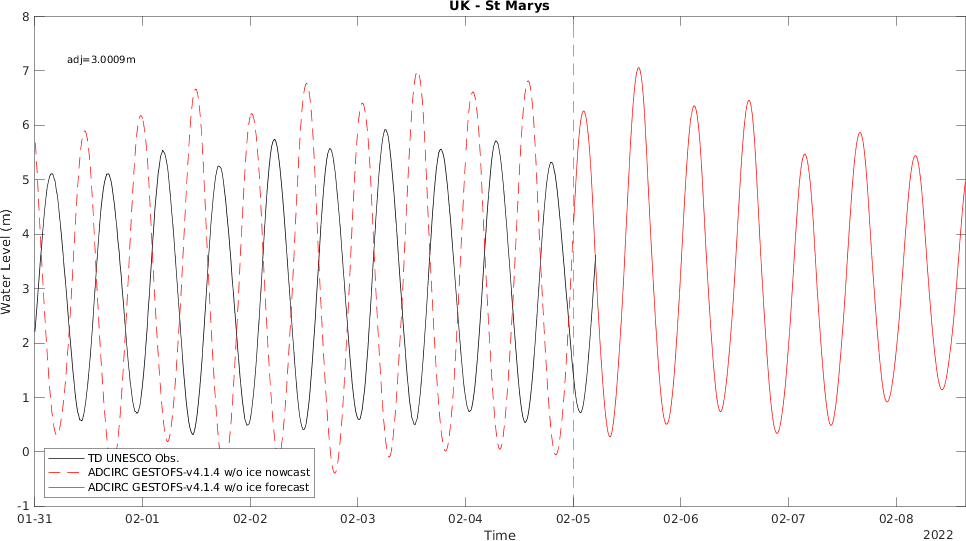 UK - St Marys
8
adj=3.0009m
7
6
5
4
3
2
1
0
-1
Water Level (m)
TD UNESCO Obs.
ADCIRC GESTOFS-v4.1.4 w/o ice nowcast
ADCIRC GESTOFS-v4.1.4 w/o ice forecast
01-31 02-01 02-02 02-03 02-04 02-05 02-06 02-07 02-08
Time
2022